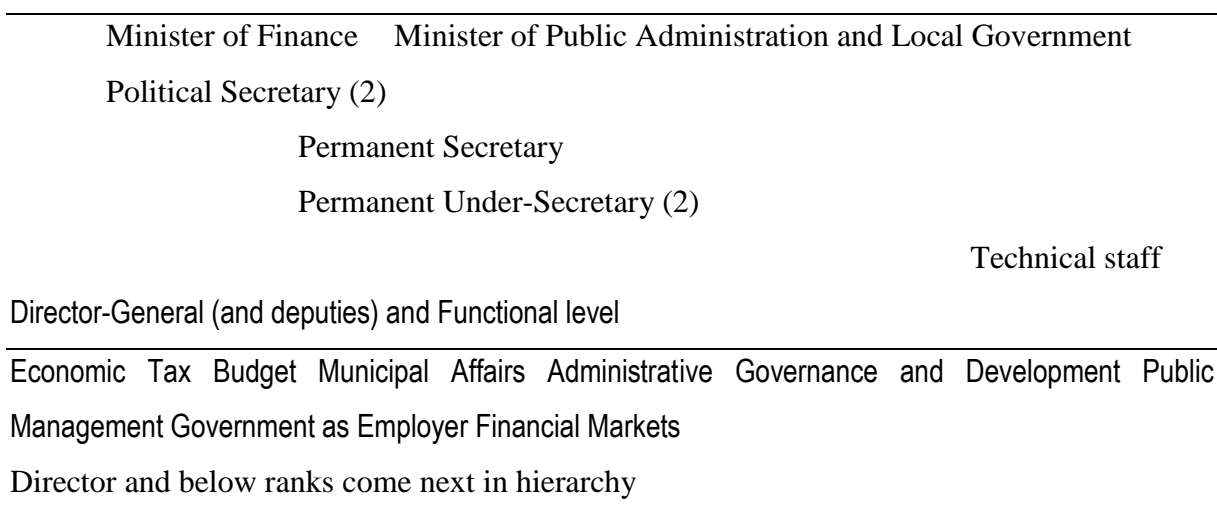 Minister of Finance Minister of Public Administration and Local Government
Political Secretary (2)
Permanent Secretary
Permanent Under-Secretary (2)
Technical staff
Director-General (and deputies) and Functional level
Economic Tax Budget Municipal Affairs Administrative Governance and Development Public
Management Government as Employer Financial Markets
Director and below ranks come next in hierarchy